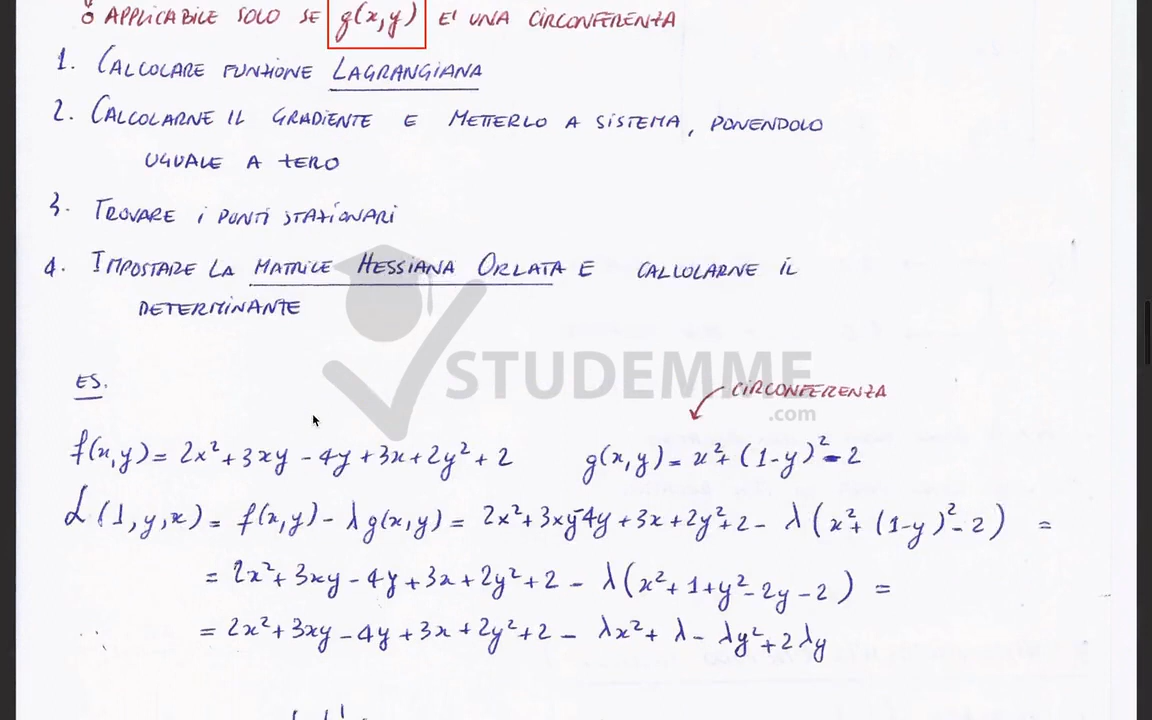 APPLICABILE SOLO SE g(x,y) E' UNA CIRCONFERENZA
1. CALCOLARE FUNZIONE LAGRANGIANA
2. CALCOLARNE IL GRADIENTE E METTERLO A SISTEMA, PONENDOLO
UGUALE A ZERO
3. TROVARE I PUNTI STAZIONARI
4. IMPOSTARE LA MATRICE HESSIANA ORLATA E CALCOLARNE IL
DETERMINANTE
STUDEMME
.com
ES.
CIRCONFERENZA
f(x,y) = 2x²+3xy-4y+3x+2y²+2 g(x,y) = x²+(1-y)²-2
L(λ,y,x) = f(x,y)-λg(x,y) = 2x²+3xy-4y+3x+2y²+2-λ(x²+(1-y)²-2) =
= 2x²+3xy-4y+3x+2y²+2-λ(x²+1+y²-2y-2) =
= 2x²+3xy-4y+3x+2y²+2-λx²+λ-λy²+2λy